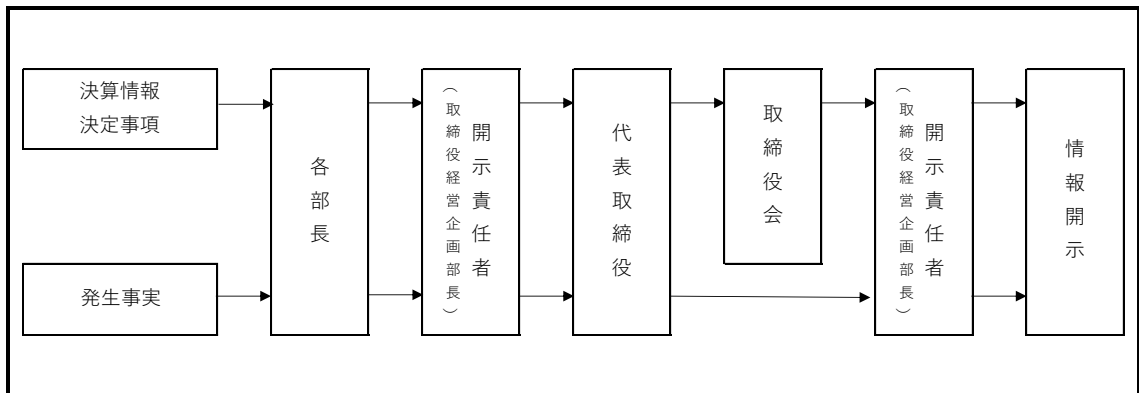 決算情報
決定事項
発生事実
各部長
開示責任者
（取締役経営企画部長）
代表取締役
取締役会
開示責任者
（取締役経営企画部長）
情報開示